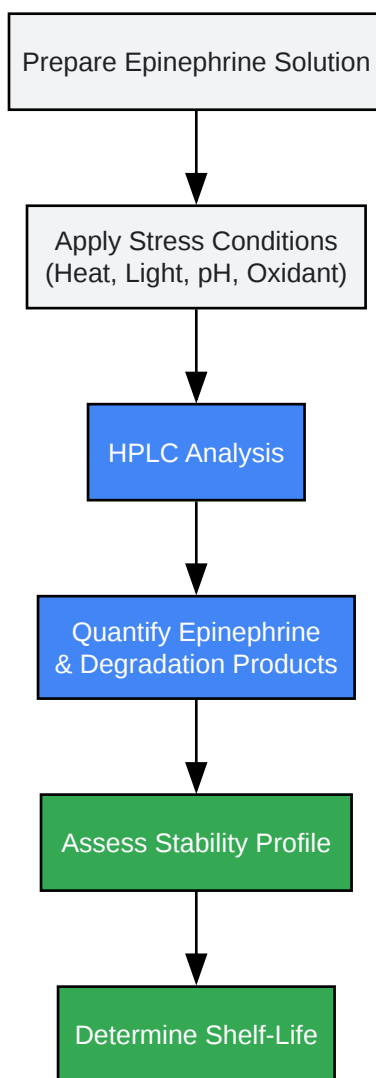 Prepare Epinephrine Solution
Apply Stress Conditions
(Heat, Light, pH, Oxidant)
HPLC Analysis
Quantify Epinephrine
& Degradation Products
Assess Stability Profile
Determine Shelf-Life